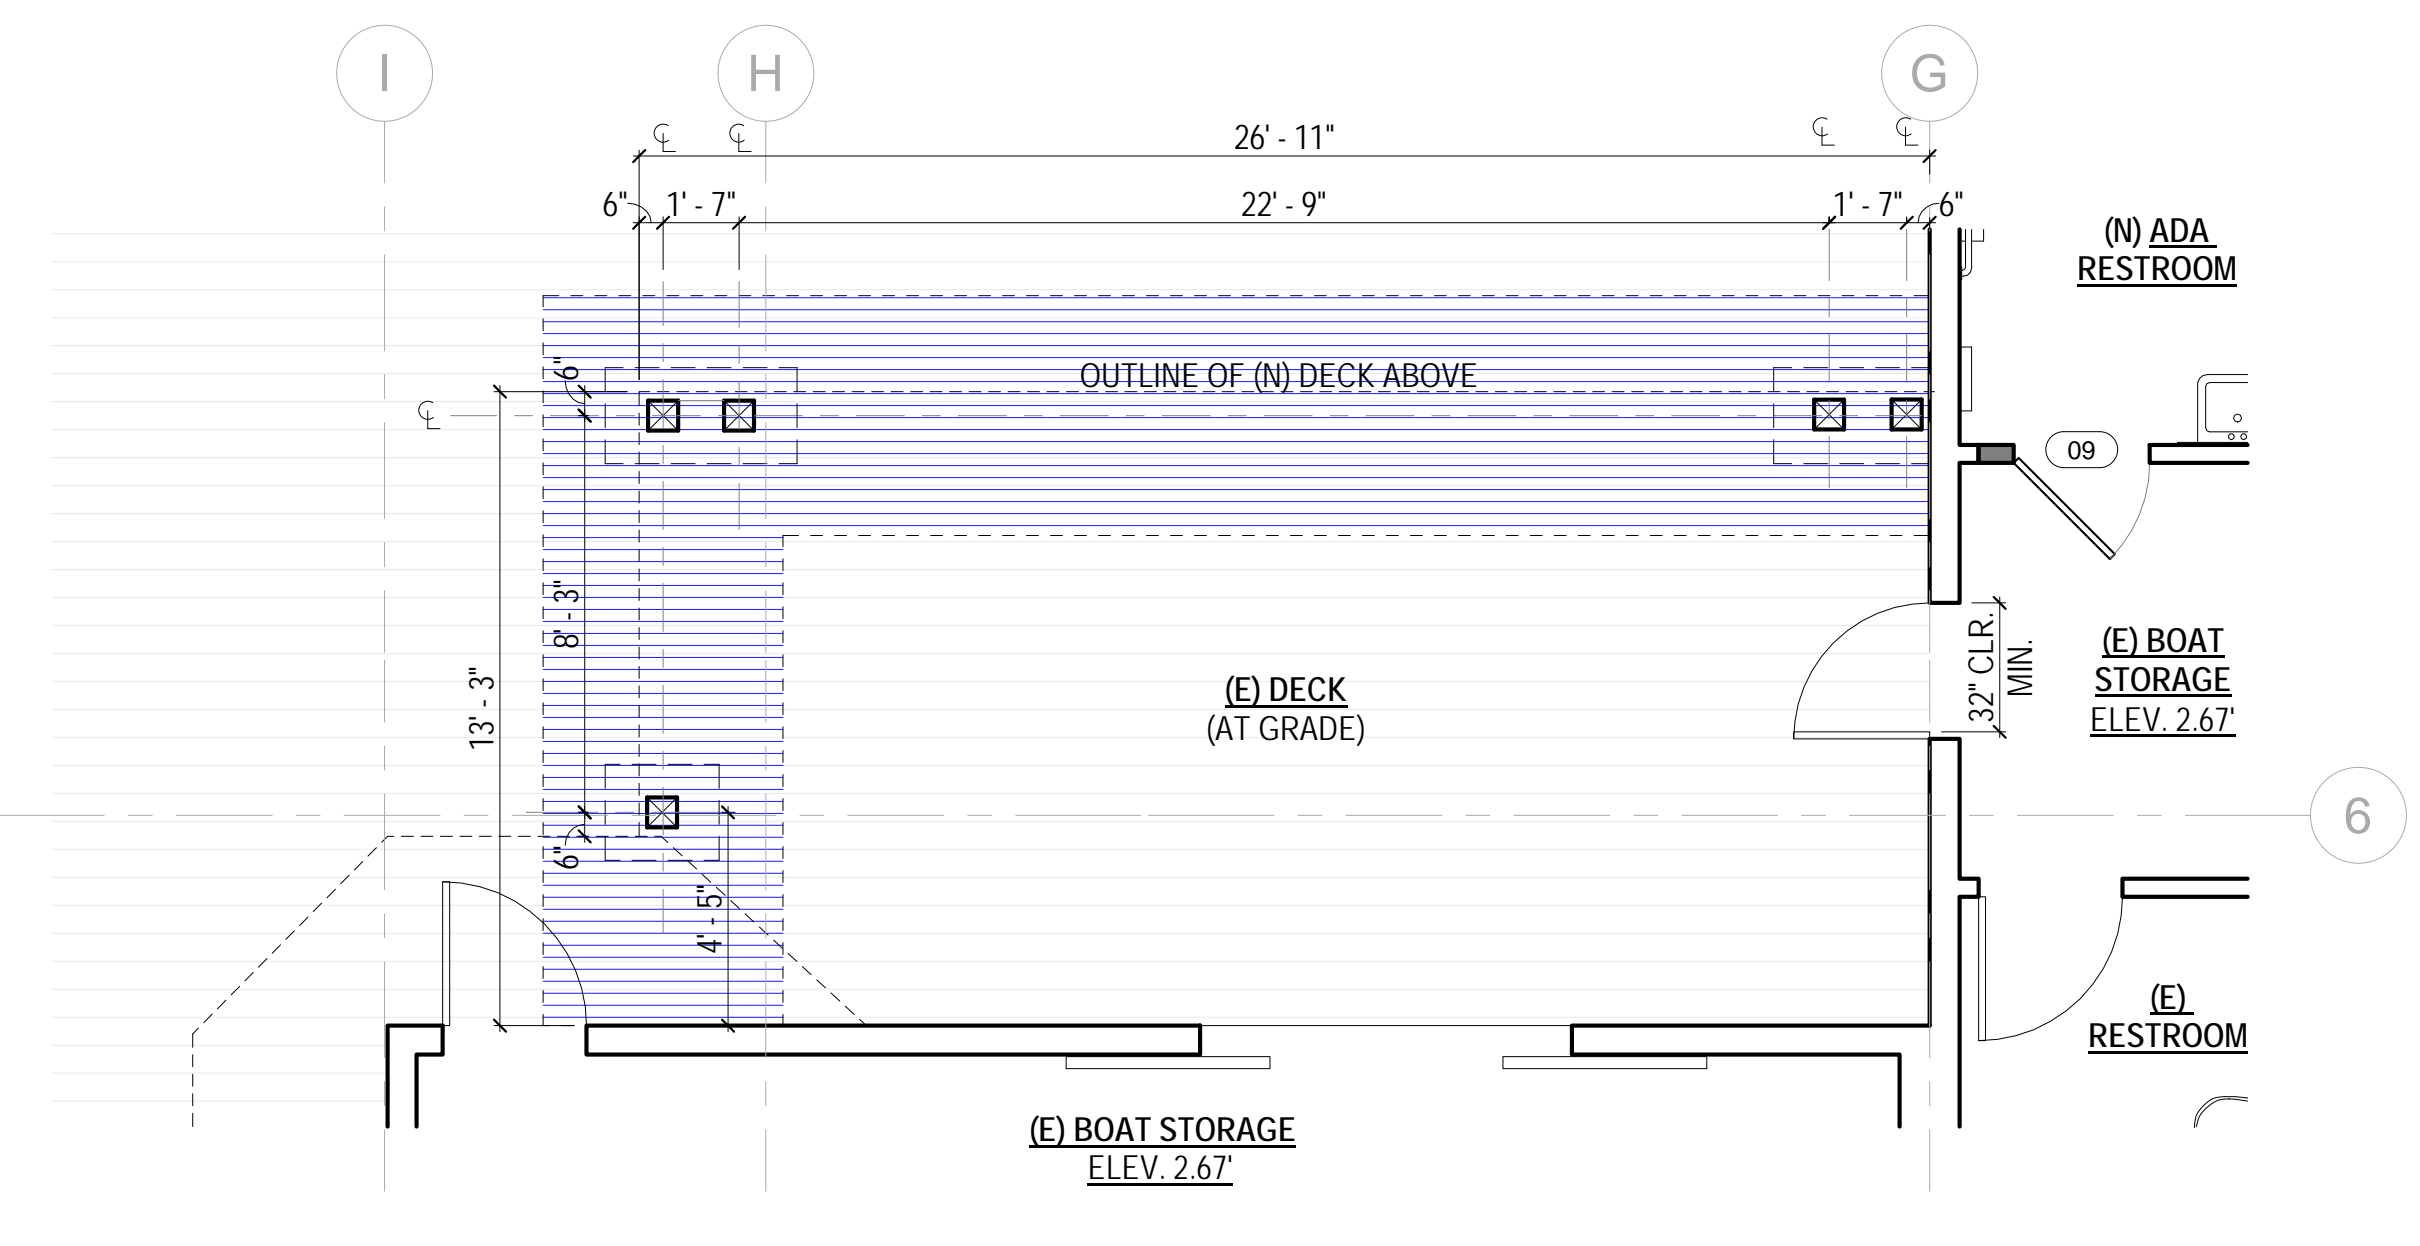 I
H
G
℄
℄
℄
℄
26' - 11"
6"
1' - 7"
22' - 9"
1' - 7"
6"
(N) ADA
RESTROOM
6"
OUTLINE OF (N) DECK ABOVE
℄
09
8' - 3"
13' - 3"
(E) DECK
(AT GRADE)
32" CLR.
MIN.
(E) BOAT
STORAGE
ELEV. 2.67'
6
6"
4' - 5"
(E)
RESTROOM
(E) BOAT STORAGE
ELEV. 2.67'